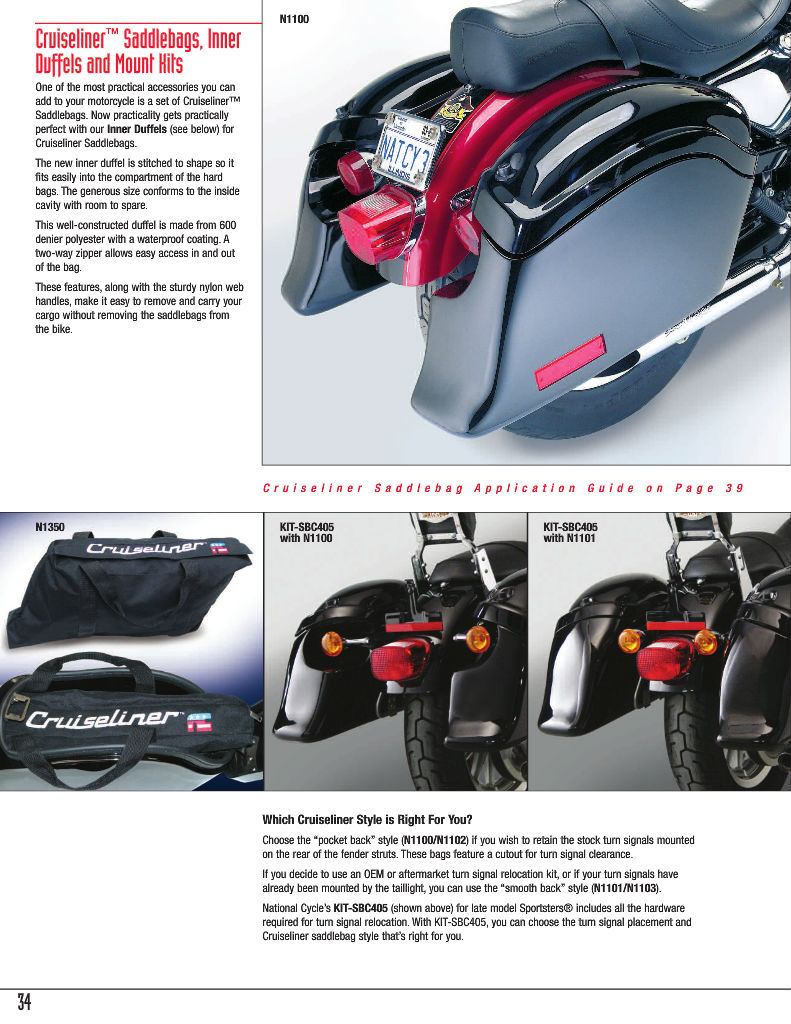 N1100
Cruiseliner™ Saddlebags, Inner
Duffels and Mount Kits
One of the most practical accessories you can
add to your motorcycle is a set of Cruiseliner™
Saddlebags. Now practicality gets practically
perfect with our Inner Duffels (see below) for
Cruiseliner Saddlebags.
The new inner duffel is stitched to shape so it
fits easily into the compartment of the hard
bags. The generous size conforms to the inside
cavity with room to spare.
This well-constructed duffel is made from 600
denier polyester with a waterproof coating. A
two-way zipper allows easy access in and out
of the bag.
These features, along with the sturdy nylon web
handles, make it easy to remove and carry your
cargo without removing the saddlebags from
the bike.
NATCY 3
ILLINOIS
Cruiseliner Saddlebag Application Guide on Page 39
N1350
Cruiseliner
Cruiseliner
KIT-SBC405
with N1100
KIT-SBC405
with N1101
Which Cruiseliner Style is Right For You?
Choose the “pocket back” style (N1100/N1102) if you wish to retain the stock turn signals mounted
on the rear of the fender struts. These bags feature a cutout for turn signal clearance.
If you decide to use an OEM or aftermarket turn signal relocation kit, or if your turn signals have
already been mounted by the taillight, you can use the “smooth back” style (N1101/N1103).
National Cycle’s KIT-SBC405 (shown above) for late model Sportsters® includes all the hardware
required for turn signal relocation. With KIT-SBC405, you can choose the turn signal placement and
Cruiseliner saddlebag style that’s right for you.
34